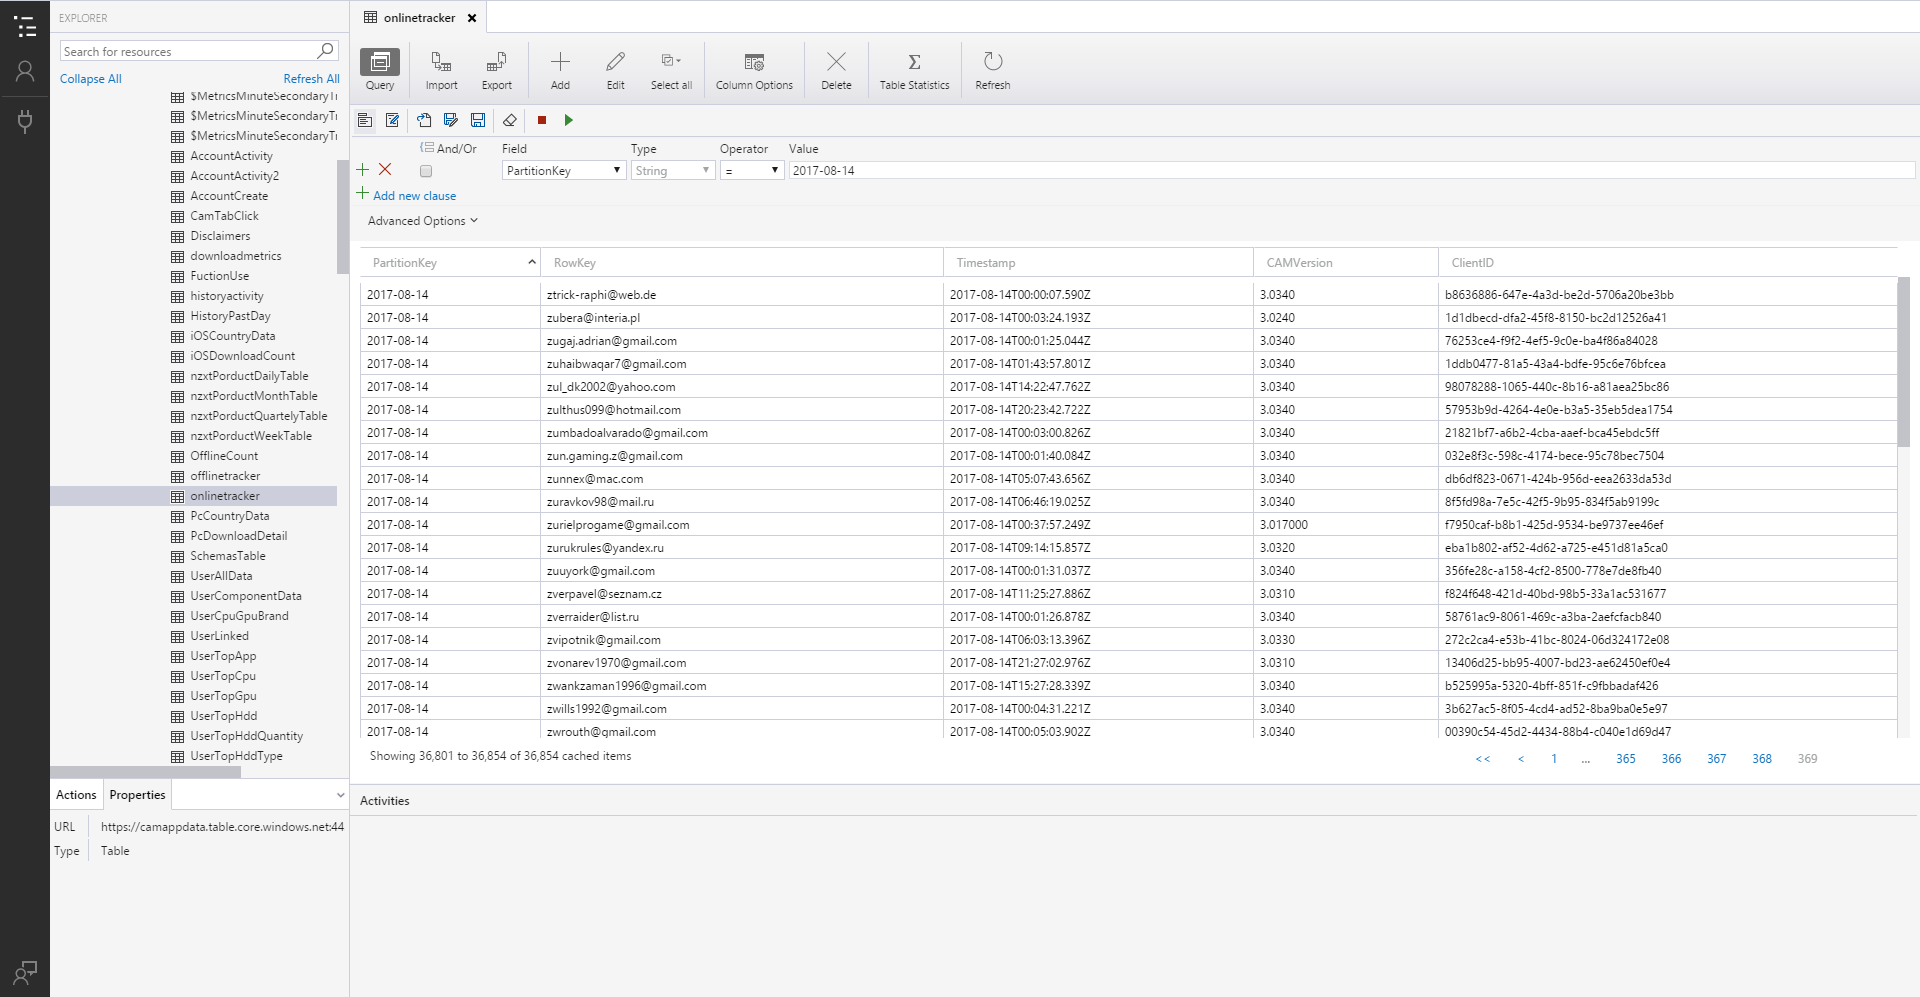 EXPLORER
Search for resources
Collapse All
Refresh All
$MetricsMinuteSecondaryTr
$MetricsMinuteSecondaryTr
$MetricsMinuteSecondaryTr
AccountActivity
AccountActivity2
AccountCreate
CamTabClick
Disclaimers
downloadmetrics
FuctionUse
historyactivity
HistoryPastDay
iOSCountryData
iOSDownloadCount
nzxtPorductDailyTable
nzxtPorductMonthTable
nzxtPorductQuartelyTable
nzxtPorductWeekTable
OfflineCount
offlinetracker
onlinetracker
PcCountryData
PcDownloadDetail
SchemasTable
UserAllData
UserComponentData
UserCpuGpuBrand
UserLinked
UserTopApp
UserTopCpu
UserTopGpu
UserTopHdd
UserTopHddQuantity
UserTopHddType
Actions Properties
URL https://camappdata.table.core.windows.net:44
Type Table
onlinetracker
Query Import Export Add Edit Select all Column Options Delete Table Statistics Refresh
And/Or Field Type Operator Value
PartitionKey String = 2017-08-14
Add new clause
Advanced Options
PartitionKey RowKey Timestamp CAMVersion ClientID
2017-08-14 ztrick-raphi@web.de 2017-08-14T00:00:07.590Z 3.0340 b8636886-647e-4a3d-be2d-5706a20be3bb
2017-08-14 zubera@interia.pl 2017-08-14T00:03:24.193Z 3.0240 1d1dbecd-dfa2-45f8-8150-bc2d12526a41
2017-08-14 zugaj.adrian@gmail.com 2017-08-14T00:01:25.044Z 3.0340 76253ce4-f9f2-4ef5-9c0e-ba4f86a84028
2017-08-14 zuhaibwaqar7@gmail.com 2017-08-14T01:43:57.801Z 3.0340 1ddb0477-81a5-43a4-bdfe-95c6e76bfcea
2017-08-14 zul_dk2002@yahoo.com 2017-08-14T14:22:47.762Z 3.0340 98078288-1065-440c-8b16-a81aea25bc86
2017-08-14 zulthus099@hotmail.com 2017-08-14T20:23:42.722Z 3.0340 57953b9d-4264-4e0e-b3a5-35eb5dea1754
2017-08-14 zumbadoalvarado@gmail.com 2017-08-14T00:03:00.826Z 3.0340 21821bf7-a6b2-4cba-aaef-bca45ebdc5ff
2017-08-14 zun.gaming.z@gmail.com 2017-08-14T00:01:40.084Z 3.0340 032e8f3c-598c-4174-bece-95c78bec7504
2017-08-14 zunnex@mac.com 2017-08-14T05:07:43.656Z 3.0340 db6df823-0671-424b-956d-eea2633da53d
2017-08-14 zuravkov98@mail.ru 2017-08-14T06:46:19.025Z 3.0340 8f5fd98a-7e5c-42f5-9b95-834f5ab9199c
2017-08-14 zurielprogame@gmail.com 2017-08-14T00:37:57.249Z 3.017000 f7950caf-b8b1-425d-9534-be9737ee46ef
2017-08-14 zurukrules@yandex.ru 2017-08-14T09:14:15.857Z 3.0320 eba1b802-af52-4d62-a725-e451d81a5ca0
2017-08-14 zuuyork@gmail.com 2017-08-14T00:01:31.037Z 3.0340 356fe28c-a158-4cf2-8500-778e7de8fb40
2017-08-14 zverpavel@seznam.cz 2017-08-14T11:25:27.886Z 3.0310 f824f648-421d-40bd-98b5-33a1ac531677
2017-08-14 zverraider@list.ru 2017-08-14T00:01:26.878Z 3.0340 58761ac9-8061-469c-a3ba-2aefcfacb840
2017-08-14 zvipotnik@gmail.com 2017-08-14T06:03:13.396Z 3.0330 272c2ca4-e53b-41bc-8024-06d324172e08
2017-08-14 zvonarev1970@gmail.com 2017-08-14T21:27:02.976Z 3.0310 13406d25-bb95-4007-bd23-ae62450ef0e4
2017-08-14 zwankzaman1996@gmail.com 2017-08-14T15:27:28.339Z 3.0340 b525995a-5320-4bff-851f-c9fbbadaf426
2017-08-14 zwills1992@gmail.com 2017-08-14T00:04:31.221Z 3.0340 3b627ac5-8f05-4cd4-ad52-8ba9ba0e5e97
2017-08-14 zwrouth@gmail.com 2017-08-14T00:05:03.902Z 3.0340 00390c54-45d2-4434-88b4-c040e1d69d47
Showing 36,801 to 36,854 of 36,854 cached items
<< < 1 ... 365 366 367 368 369
Activities